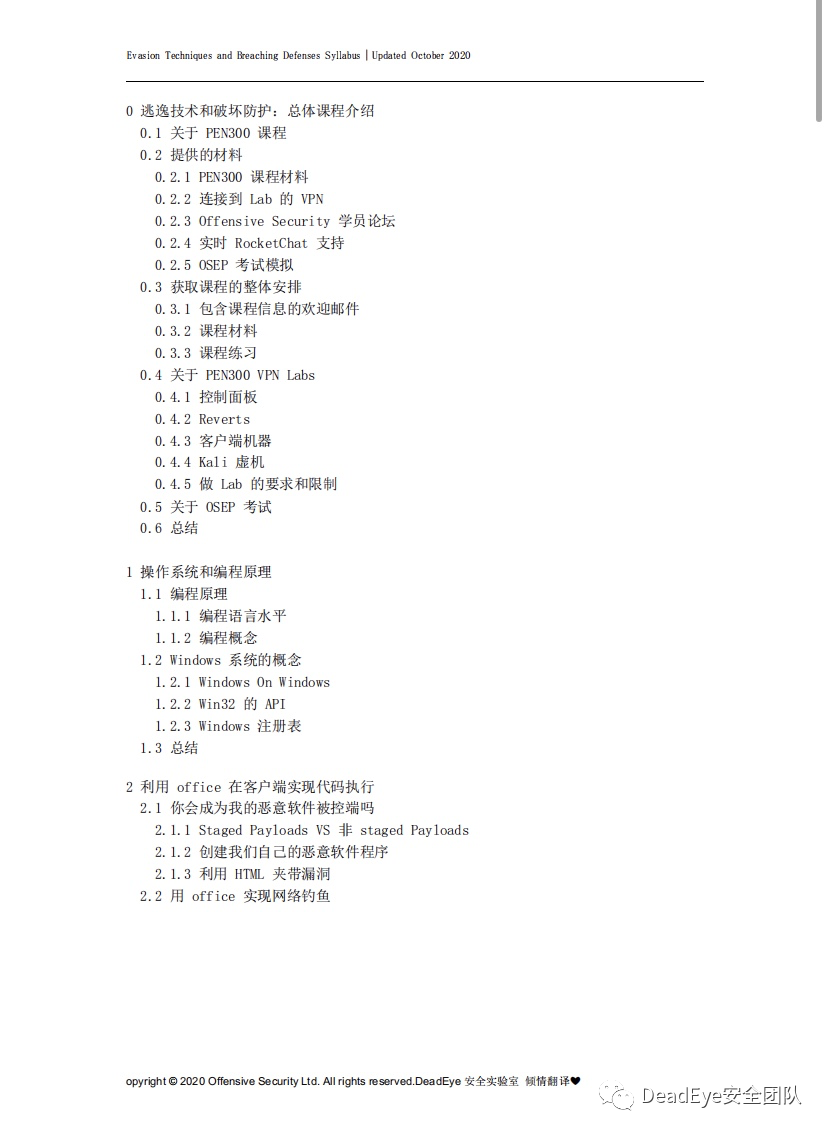 Evasion Techniques and Breaching Defenses Syllabus | Updated October 2020
0 逃逸技术和破坏防护：总体课程介绍
0.1 关于 PEN300 课程
0.2 提供的材料
0.2.1 PEN300 课程材料
0.2.2 连接到 Lab 的 VPN
0.2.3 Offensive Security 学员论坛
0.2.4 实时 RocketChat 支持
0.2.5 OSEP 考试模拟
0.3 获取课程的整体安排
0.3.1 包含课程信息的欢迎邮件
0.3.2 课程材料
0.3.3 课程练习
0.4 关于 PEN300 VPN Labs
0.4.1 控制面板
0.4.2 Reverts
0.4.3 客户端机器
0.4.4 Kali 虚机
0.4.5 做 Lab 的要求和限制
0.5 关于 OSEP 考试
0.6 总结
1 操作系统和编程原理
1.1 编程原理
1.1.1 编程语言水平
1.1.2 编程概念
1.2 Windows 系统的概念
1.2.1 Windows On Windows
1.2.2 Win32 的 API
1.2.3 Windows 注册表
1.3 总结
2 利用 office 在客户端实现代码执行
2.1 你会成为我的恶意软件被控端吗
2.1.1 Staged Payloads VS 非 staged Payloads
2.1.2 创建我们自己的恶意软件程序
2.1.3 利用 HTML 夹带漏洞
2.2 用 office 实现网络钓鱼
opyright © 2020 Offensive Security Ltd. All rights reserved.DeadEye 安全实验室 倾情翻译♥
DeadEye安全团队